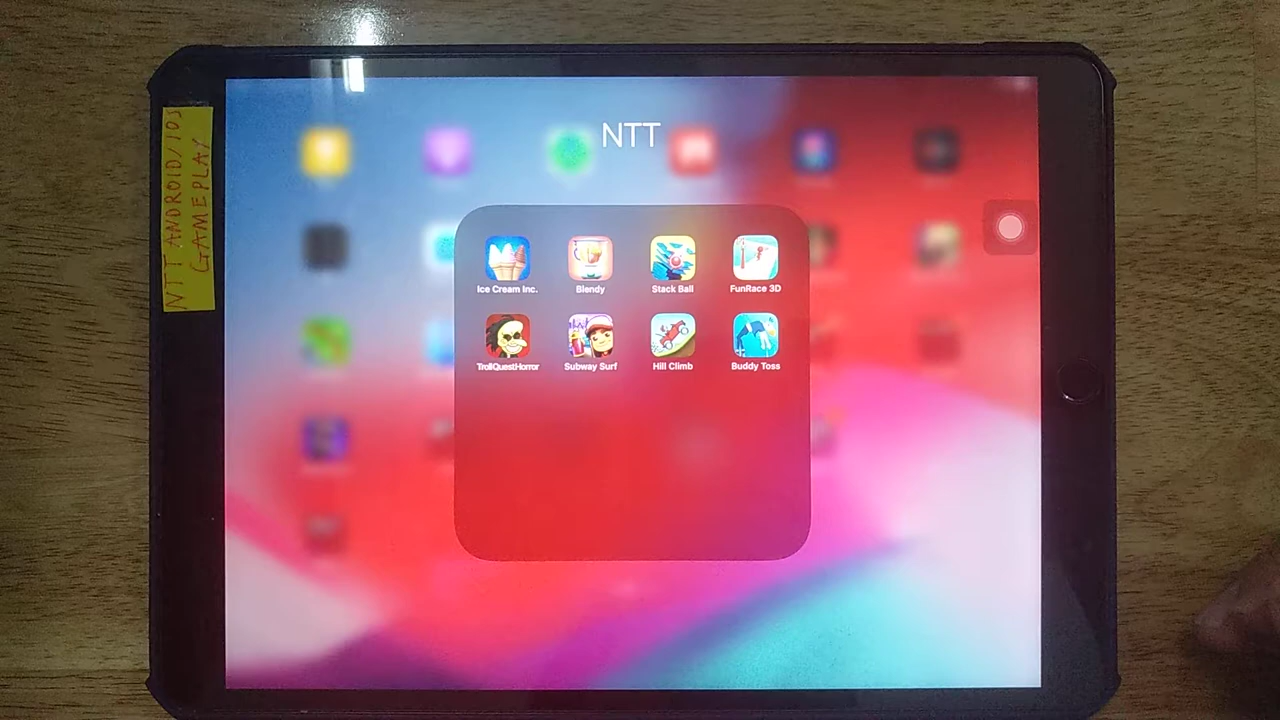 NTT ANDROID/IOS
GAMEPLAY
NTT
Ice Cream Inc.
Blendy
Stack Ball
FunRace 3D
TrollQuestHorror
Subway Surf
Hill Climb
Buddy Toss